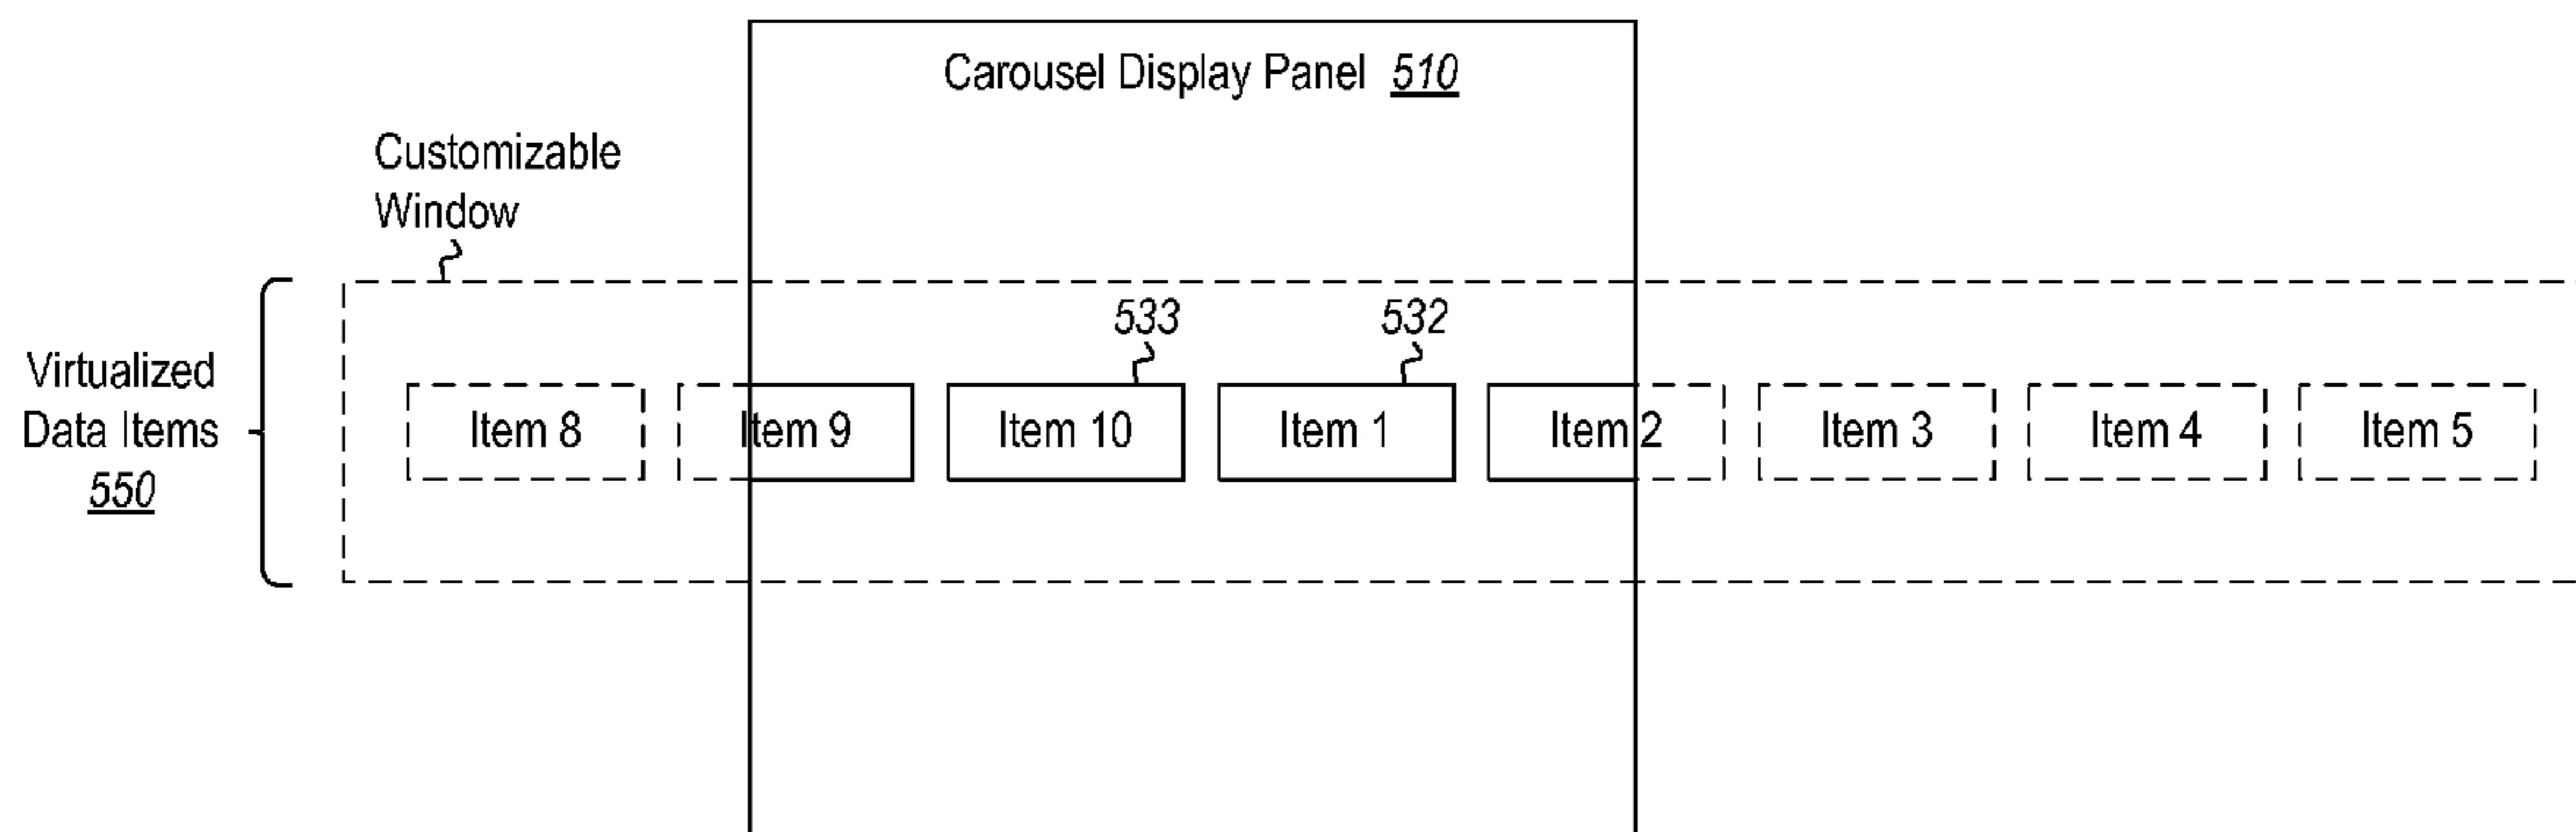 Carousel Display Panel 510
Customizable
Window
533
532
Virtualized
Data Items
550
Item 8
Item 9
Item 10
Item 1
Item 2
Item 3
Item 4
Item 5